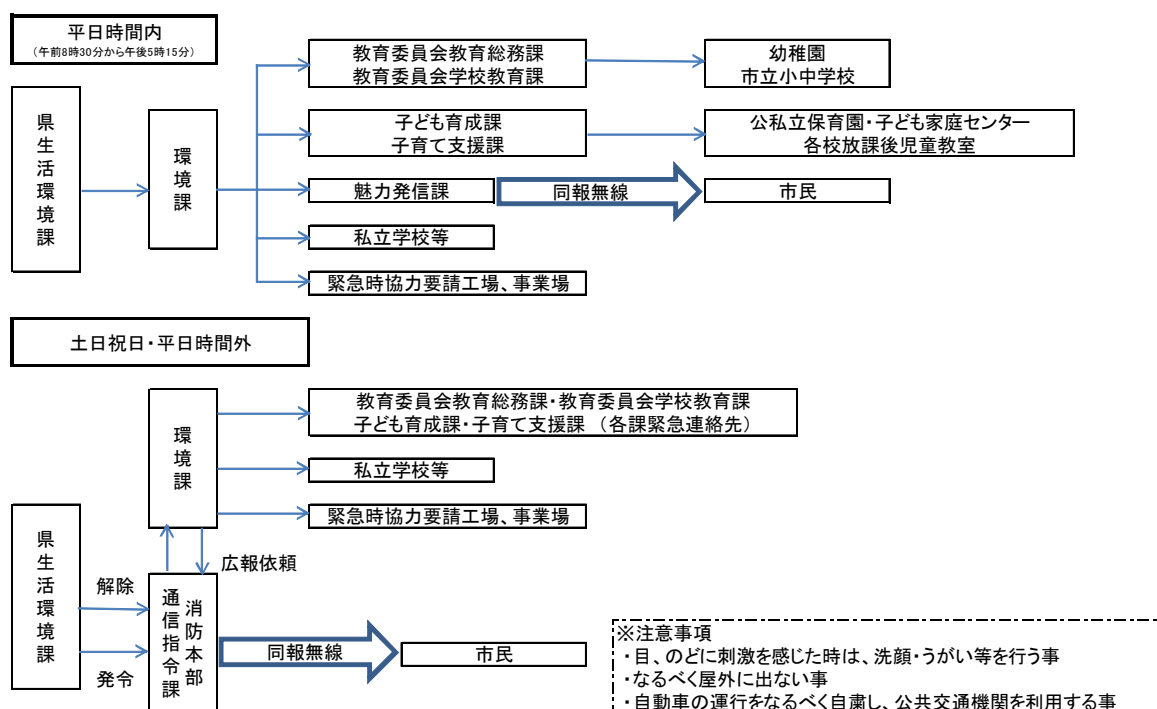 平日時間内
（午前8時30分から午後5時15分）
県生活環境課
環境課
教育委員会教育総務課
教育委員会学校教育課
幼稚園
市立小中学校
子ども育成課
子育て支援課
公私立保育園・子ども家庭センター
各校放課後児童教室
魅力発信課
同報無線
市民
私立学校等
緊急時協力要請工場、事業場
土日祝日・平日時間外
環境課
教育委員会教育総務課・教育委員会学校教育課
子ども育成課・子育て支援課　（各課緊急連絡先）
私立学校等
緊急時協力要請工場、事業場
県生活環境課
解除
発令
広報依頼
消防本部
通信指令課
同報無線
市民
※注意事項
・目、のどに刺激を感じた時は、洗顔・うがい等を行う事
・なるべく屋外に出ない事
・自動車の運行をなるべく自粛し、公共交通機関を利用する事